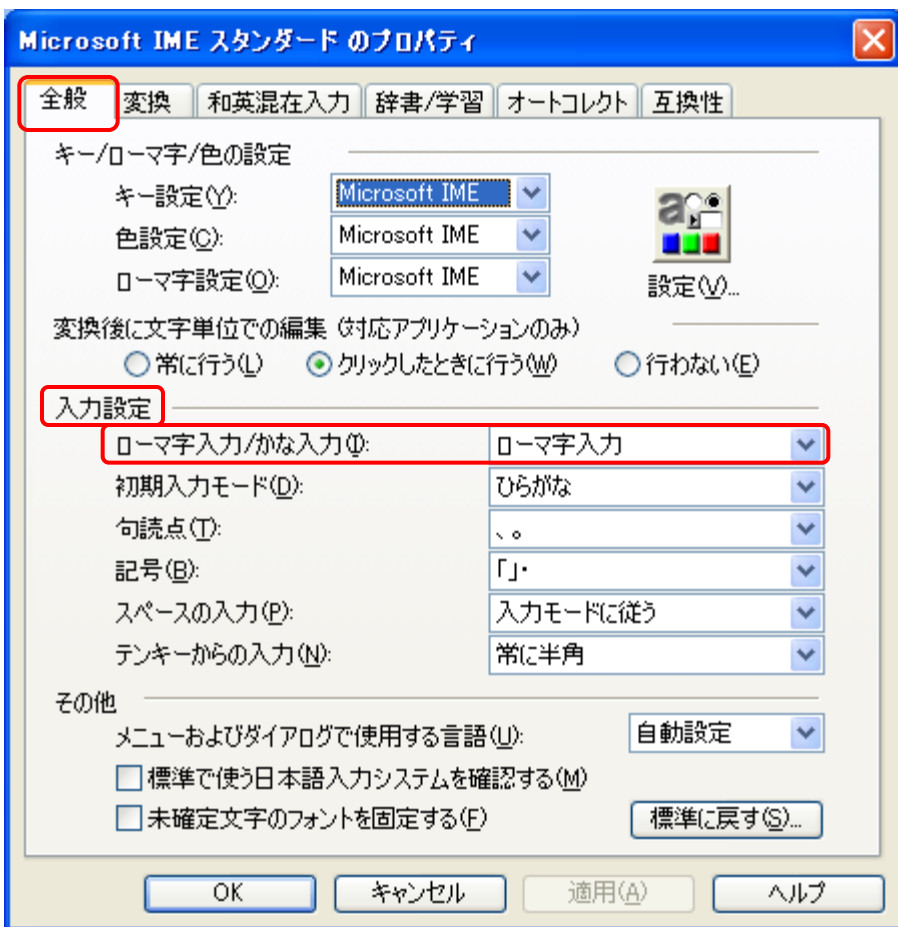 Microsoft IME スタンダード のプロパティ
全般 変換 和英混在入力 辞書/学習 オートコレクト 互換性
キー/ローマ字/色の設定
キー設定(Y): Microsoft IME
色設定(C): Microsoft IME
ローマ字設定(O): Microsoft IME
設定(V)...
変換後に文字単位での編集 (対応アプリケーションのみ)
常に行う(L) クリックしたときに行う(W) 行わない(E)
入力設定
ローマ字入力/かな入力(I): ローマ字入力
初期入力モード(D): ひらがな
句読点(T): 、。
記号(B): 「」・
スペースの入力(P): 入力モードに従う
テンキーからの入力(N): 常に半角
その他
メニューおよびダイアログで使用する言語(U): 自動設定
標準で使う日本語入力システムを確認する(M)
未確定文字のフォントを固定する(F) 標準に戻す(S)...
OK キャンセル 適用(A) ヘルプ